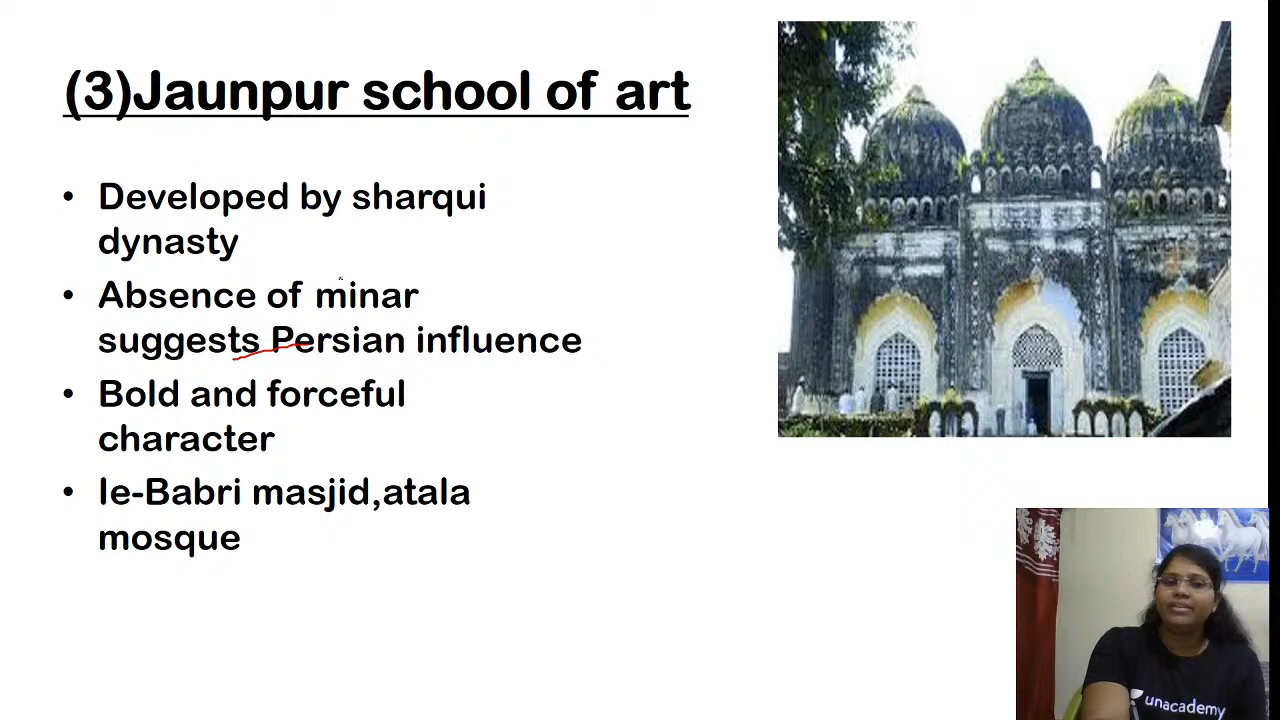 (3)Jaunpur school of art
• Developed by sharqui
dynasty
• Absence of minar
suggests Persian influence
• Bold and forceful
character
• Ie-Babri masjid,atala
mosque
unacademy